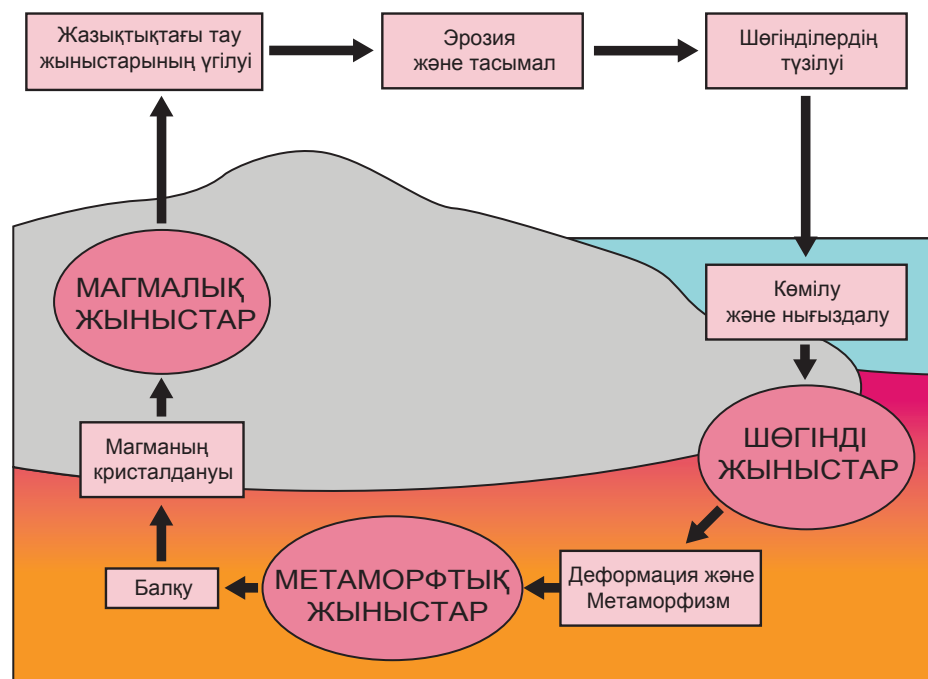 Жазықтықтағы тау
жыныстарының үгілуі
Эрозия
және тасымал
Шөгінділердің
түзілуі
МАГМАЛЫҚ
ЖЫНЫСТАР
Көмілу
және нығыздалу
Магманың
кристалдануы
ШӨГІНДІ
ЖЫНЫСТАР
Балқу
МЕТАМОРФТЫҚ
ЖЫНЫСТАР
Деформация және
Метаморфизм